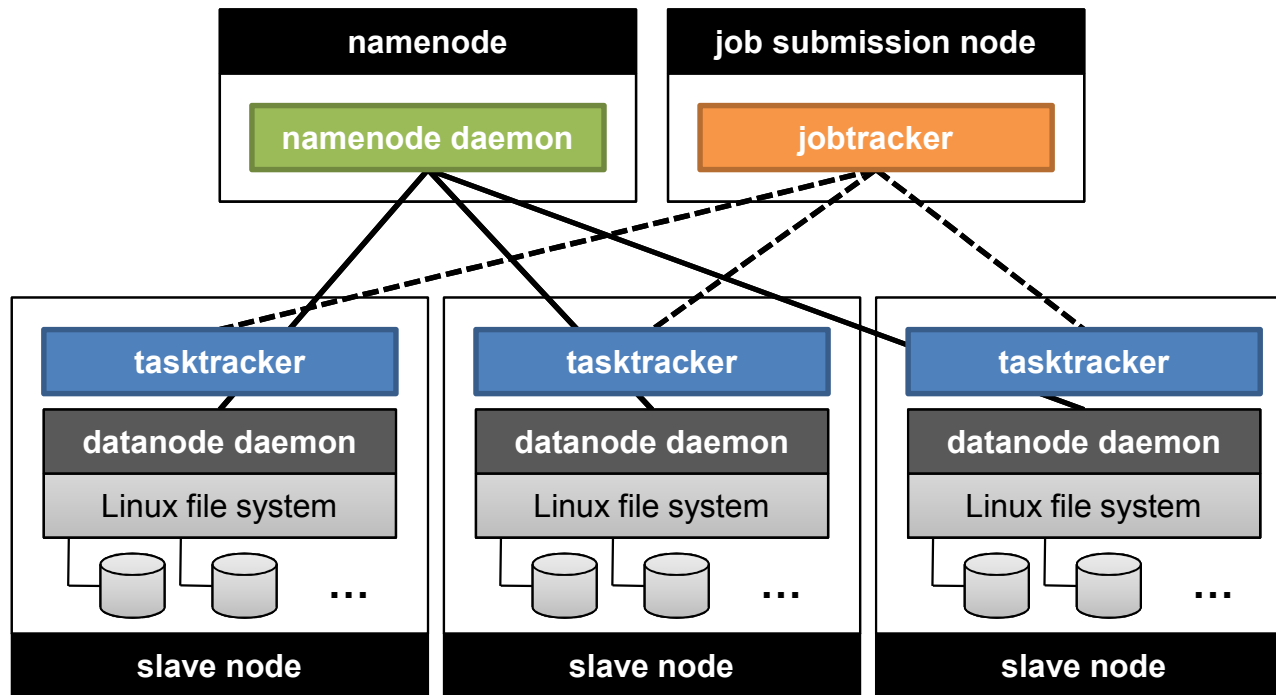 namenode
job submission node
namenode daemon
jobtracker
tasktracker
tasktracker
tasktracker
datanode daemon
datanode daemon
datanode daemon
Linux file system
Linux file system
Linux file system
...
...
...
slave node
slave node
slave node